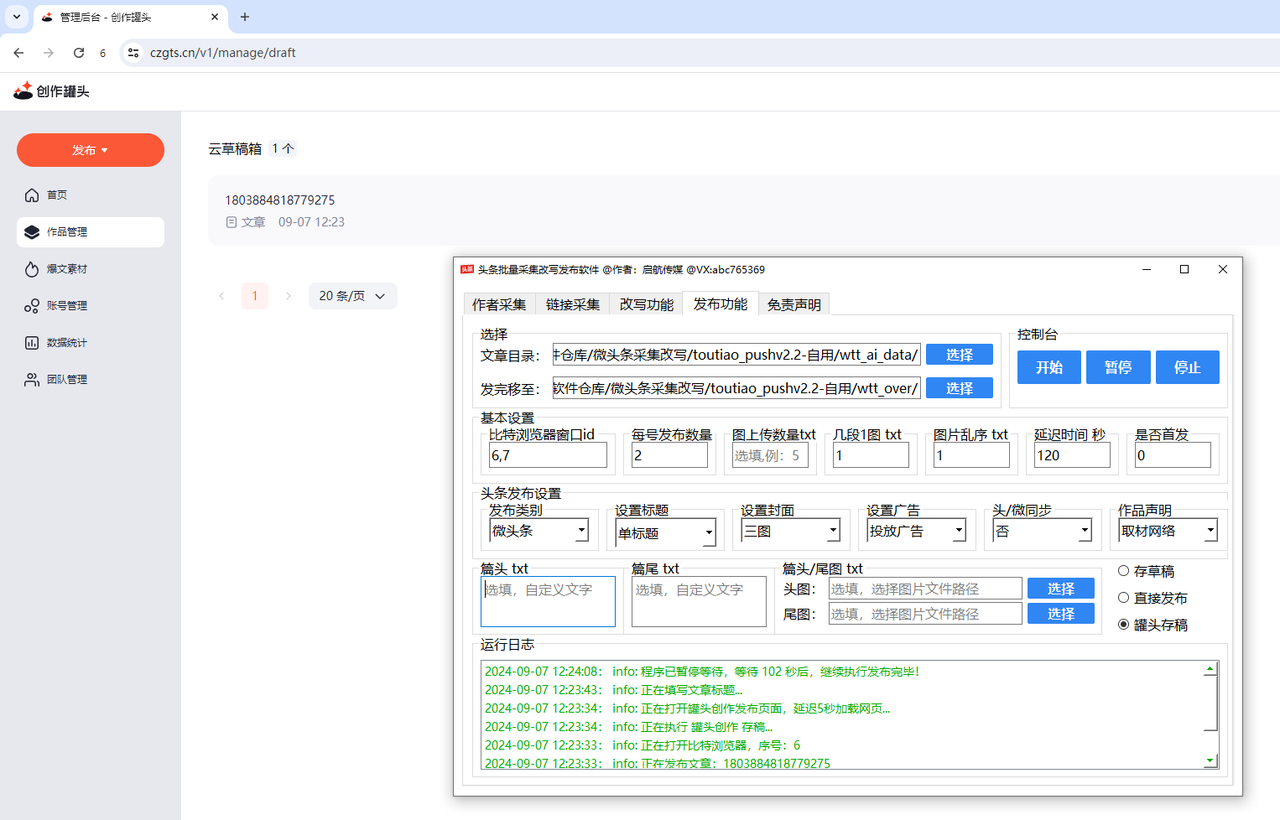 管理后台 - 创作罐头
6
czgts.cn/v1/manage/draft
创作罐头
发布
首页
作品管理
爆文素材
账号管理
数据统计
团队管理
云草稿箱 1 个
1803884818779275
文章 09-07 12:23
1
20 条/页
头条
头条批量采集改写发布软件 @作者：启航传媒 @VX:abc765369
作者采集 链接采集 改写功能 发布功能 免责声明
选择
文章目录： 件仓库/微头条采集改写/toutiao_pushv2.2-自用/wtt_ai_data/ 选择
发完移至： 软件仓库/微头条采集改写/toutiao_pushv2.2-自用/wtt_over/ 选择
控制台
开始 暂停 停止
基本设置
比特浏览器窗口id 每号发布数量 图上传数量txt 几段1图 txt 图片乱序 txt 延迟时间 秒 是否首发
6,7 2 选填,例：5 1 1 120 0
头条发布设置
发布类别 设置标题 设置封面 设置广告 头/微同步 作品声明
微头条 单标题 三图 投放广告 否 取材网络
篇头 txt 篇尾 txt 篇头/尾图 txt
选填，自定义文字 选填，自定义文字
头图： 选填，选择图片文件路径 选择
尾图： 选填，选择图片文件路径 选择
存草稿
直接发布
罐头存稿
运行日志
2024-09-07 12:24:08： info: 程序已暂停等待，等待 102 秒后，继续执行发布完毕！
2024-09-07 12:23:43： info: 正在填写文章标题...
2024-09-07 12:23:34： info: 正在打开罐头创作发布页面，延迟5秒加载网页...
2024-09-07 12:23:34： info: 正在执行 罐头创作 存稿...
2024-09-07 12:23:33： info: 正在打开比特浏览器，序号：6
2024-09-07 12:23:33： info: 正在发布文章：1803884818779275